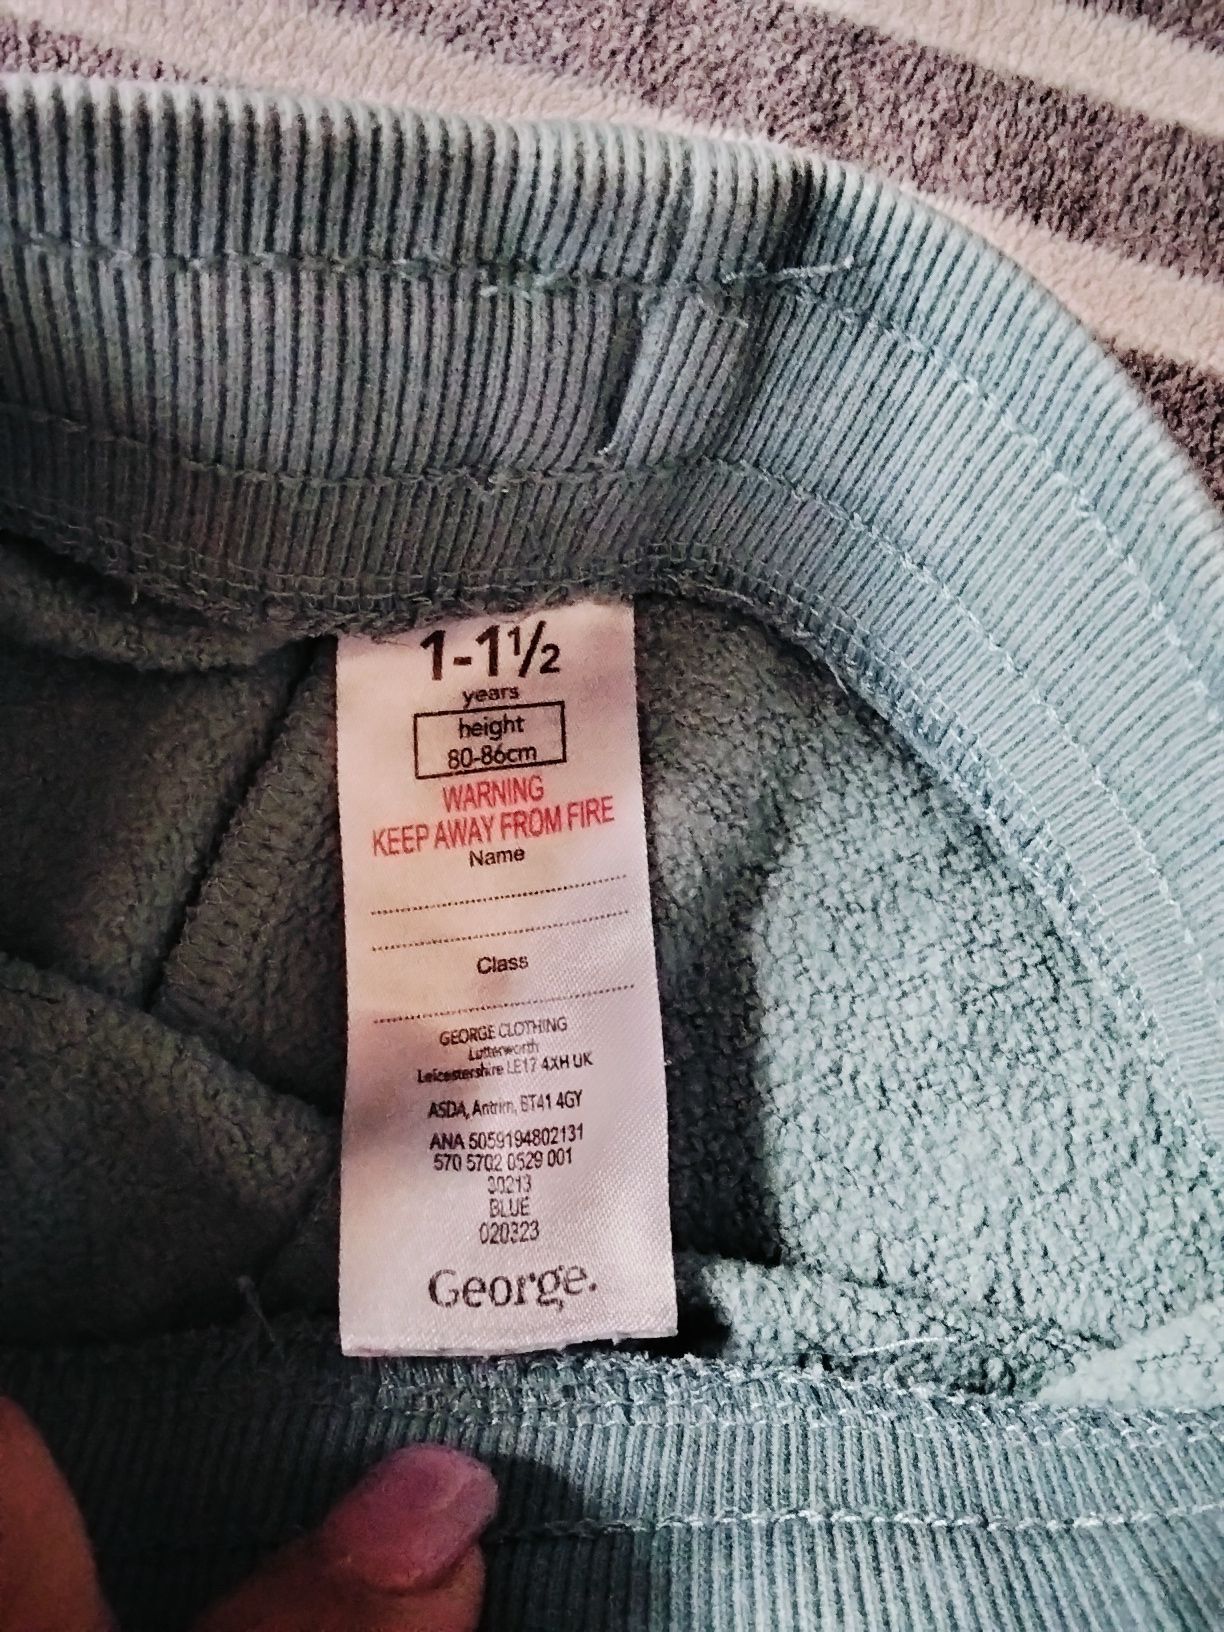 1-1½
years
height
80-86cm
WARNING
KEEP AWAY FROM FIRE
Name
Class
GEORGE CLOTHING
Lutterworth
Leicestershire LE17 4XH UK
ASDA, Antrim, BT41 4GY
ANA 5059194802131
570 5702 0529 001
30213
BLUE
020323
George.